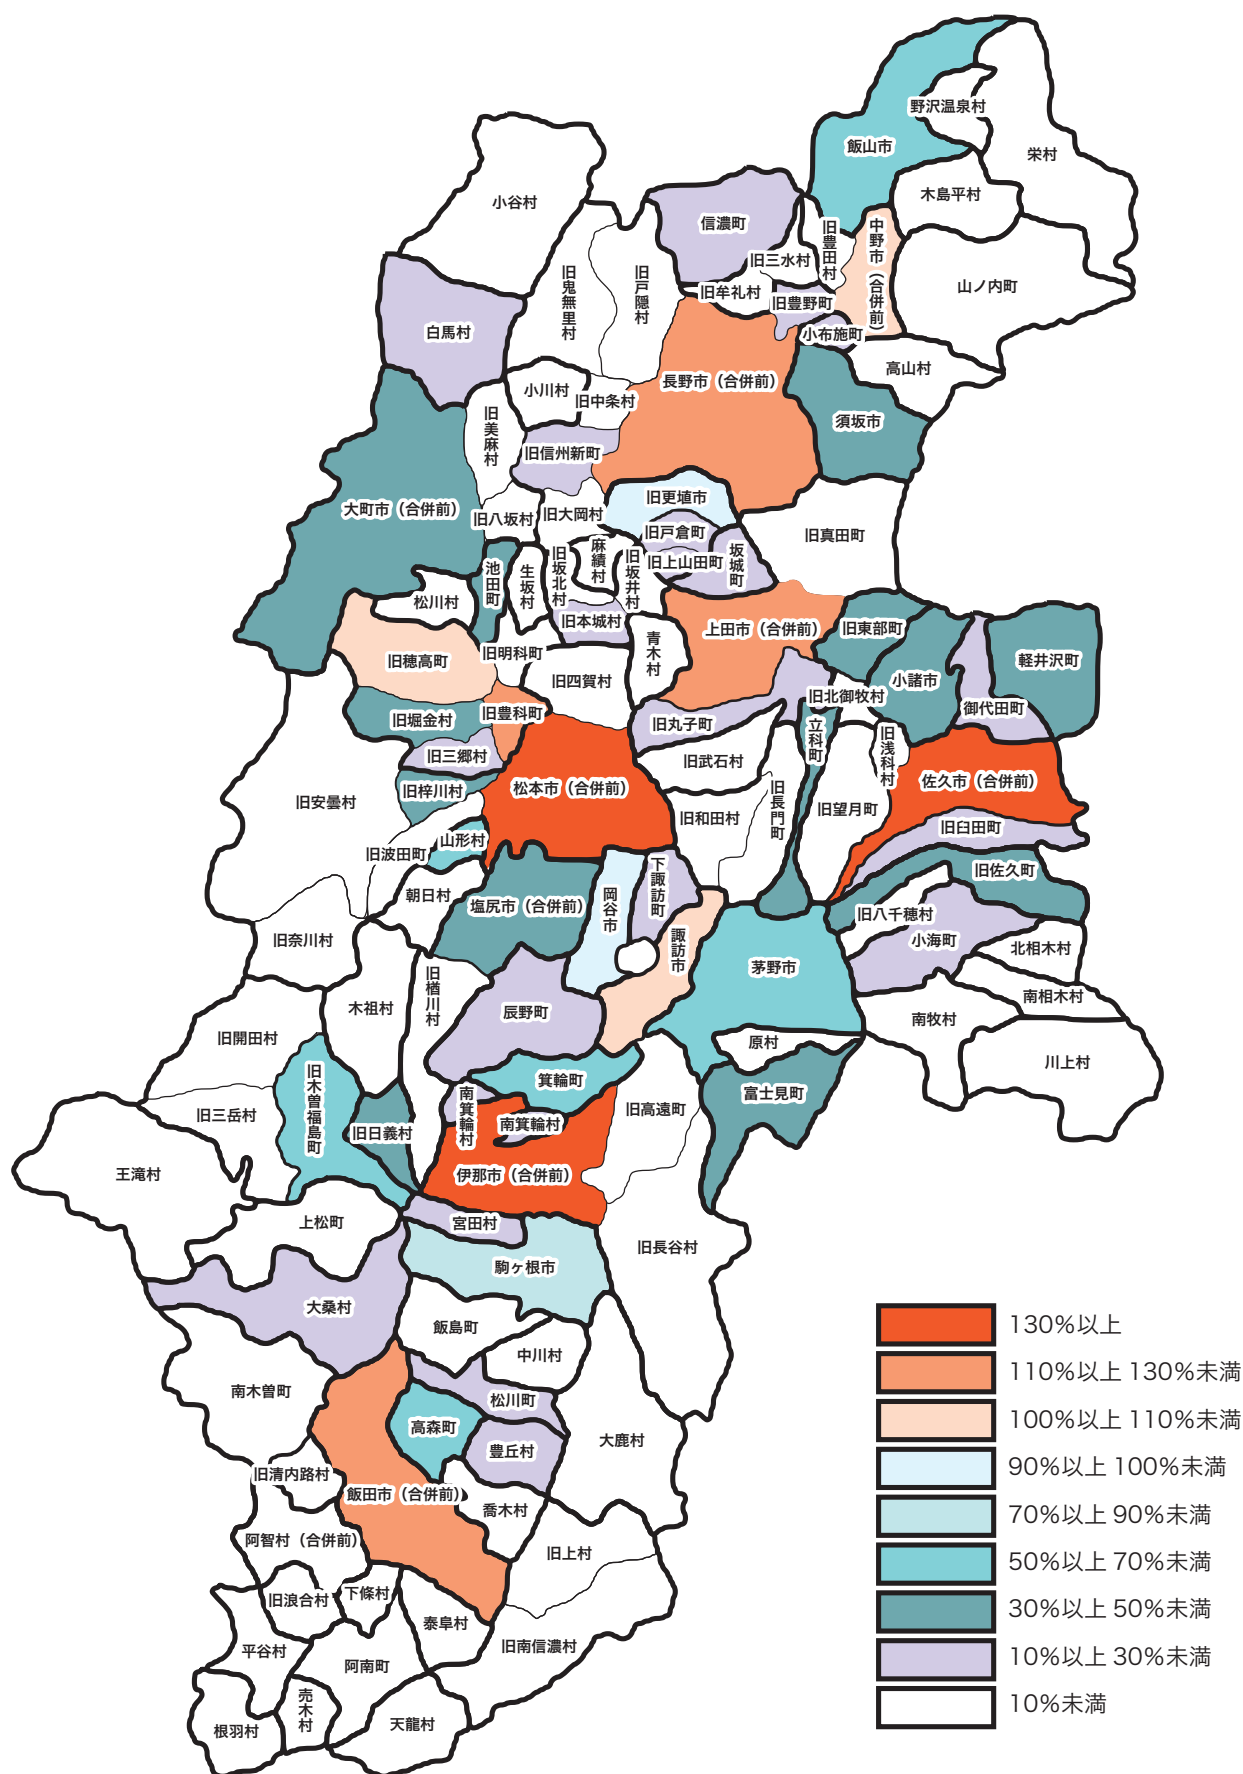 野沢温泉村
飯山市
栄村
木島平村
小谷村
信濃町
旧豊田村
中野市（合併前）
旧三水村
旧鬼無里村
旧戸隠村
旧牟礼村
旧豊野町
山ノ内町
白馬村
小布施町
高山村
長野市（合併前）
小川村
旧中条村
須坂市
旧美麻村
旧信州新町
旧更埴市
大町市（合併前）
旧八坂村
旧大岡村
旧戸倉町
旧真田町
麻績村
旧上山田町
坂城町
池田町
生坂村
旧坂北村
旧坂井村
松川村
旧本城村
上田市（合併前）
旧東部町
旧明科町
青木村
旧穂高町
軽井沢町
旧四賀村
小諸市
旧北御牧村
御代田町
旧堀金村
旧豊科町
旧丸子町
立科町
旧浅科村
旧三郷村
旧武石村
佐久市（合併前）
旧梓川村
松本市（合併前）
旧安曇村
旧長門町
旧望月町
旧和田村
旧臼田町
山形村
旧波田町
旧佐久町
下諏訪町
朝日村
岡谷市
塩尻市（合併前）
旧八千穂村
旧奈川村
小海町
諏訪市
北相木村
茅野市
旧楢川村
南相木村
木祖村
辰野町
南牧村
旧開田村
原村
川上村
箕輪町
富士見町
旧木曽福島町
旧三岳村
旧高遠町
南箕輪村
南箕輪村
旧日義村
王滝村
伊那市（合併前）
上松町
宮田村
旧長谷村
駒ヶ根市
大桑村
飯島町
中川村
130%以上
110%以上 130%未満
100%以上 110%未満
90%以上 100%未満
70%以上 90%未満
50%以上 70%未満
30%以上 50%未満
10%以上 30%未満
10%未満
南木曽町
松川町
高森町
大鹿村
豊丘村
旧清内路村
飯田市（合併前）
喬木村
阿智村（合併前）
旧上村
旧浪合村
下條村
泰阜村
旧南信濃村
平谷村
阿南町
売木村
根羽村
天龍村